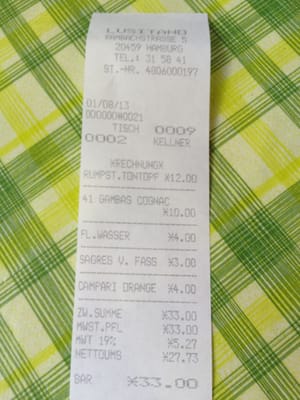 LUSITANO
RAMBACHSTRASSE 5
20459 HAMBURG
TEL.: 31 58 41
ST.-NR. 4006000197
01/08/13
000000#0021
TISCH 0009
0002 KELLNER
*RECHNUNG*
RUMPST.TONTOPF *12.00
41 GAMBAS COGNAC
*10.00
FL.WASSER *4.00
SAGRES V. FASS *3.00
CAMPARI ORANGE *4.00
ZW.SUMME *33.00
MWST.PFL *33.00
MWT 19% *5.27
NETTOUMS *27.73
BAR *33.00